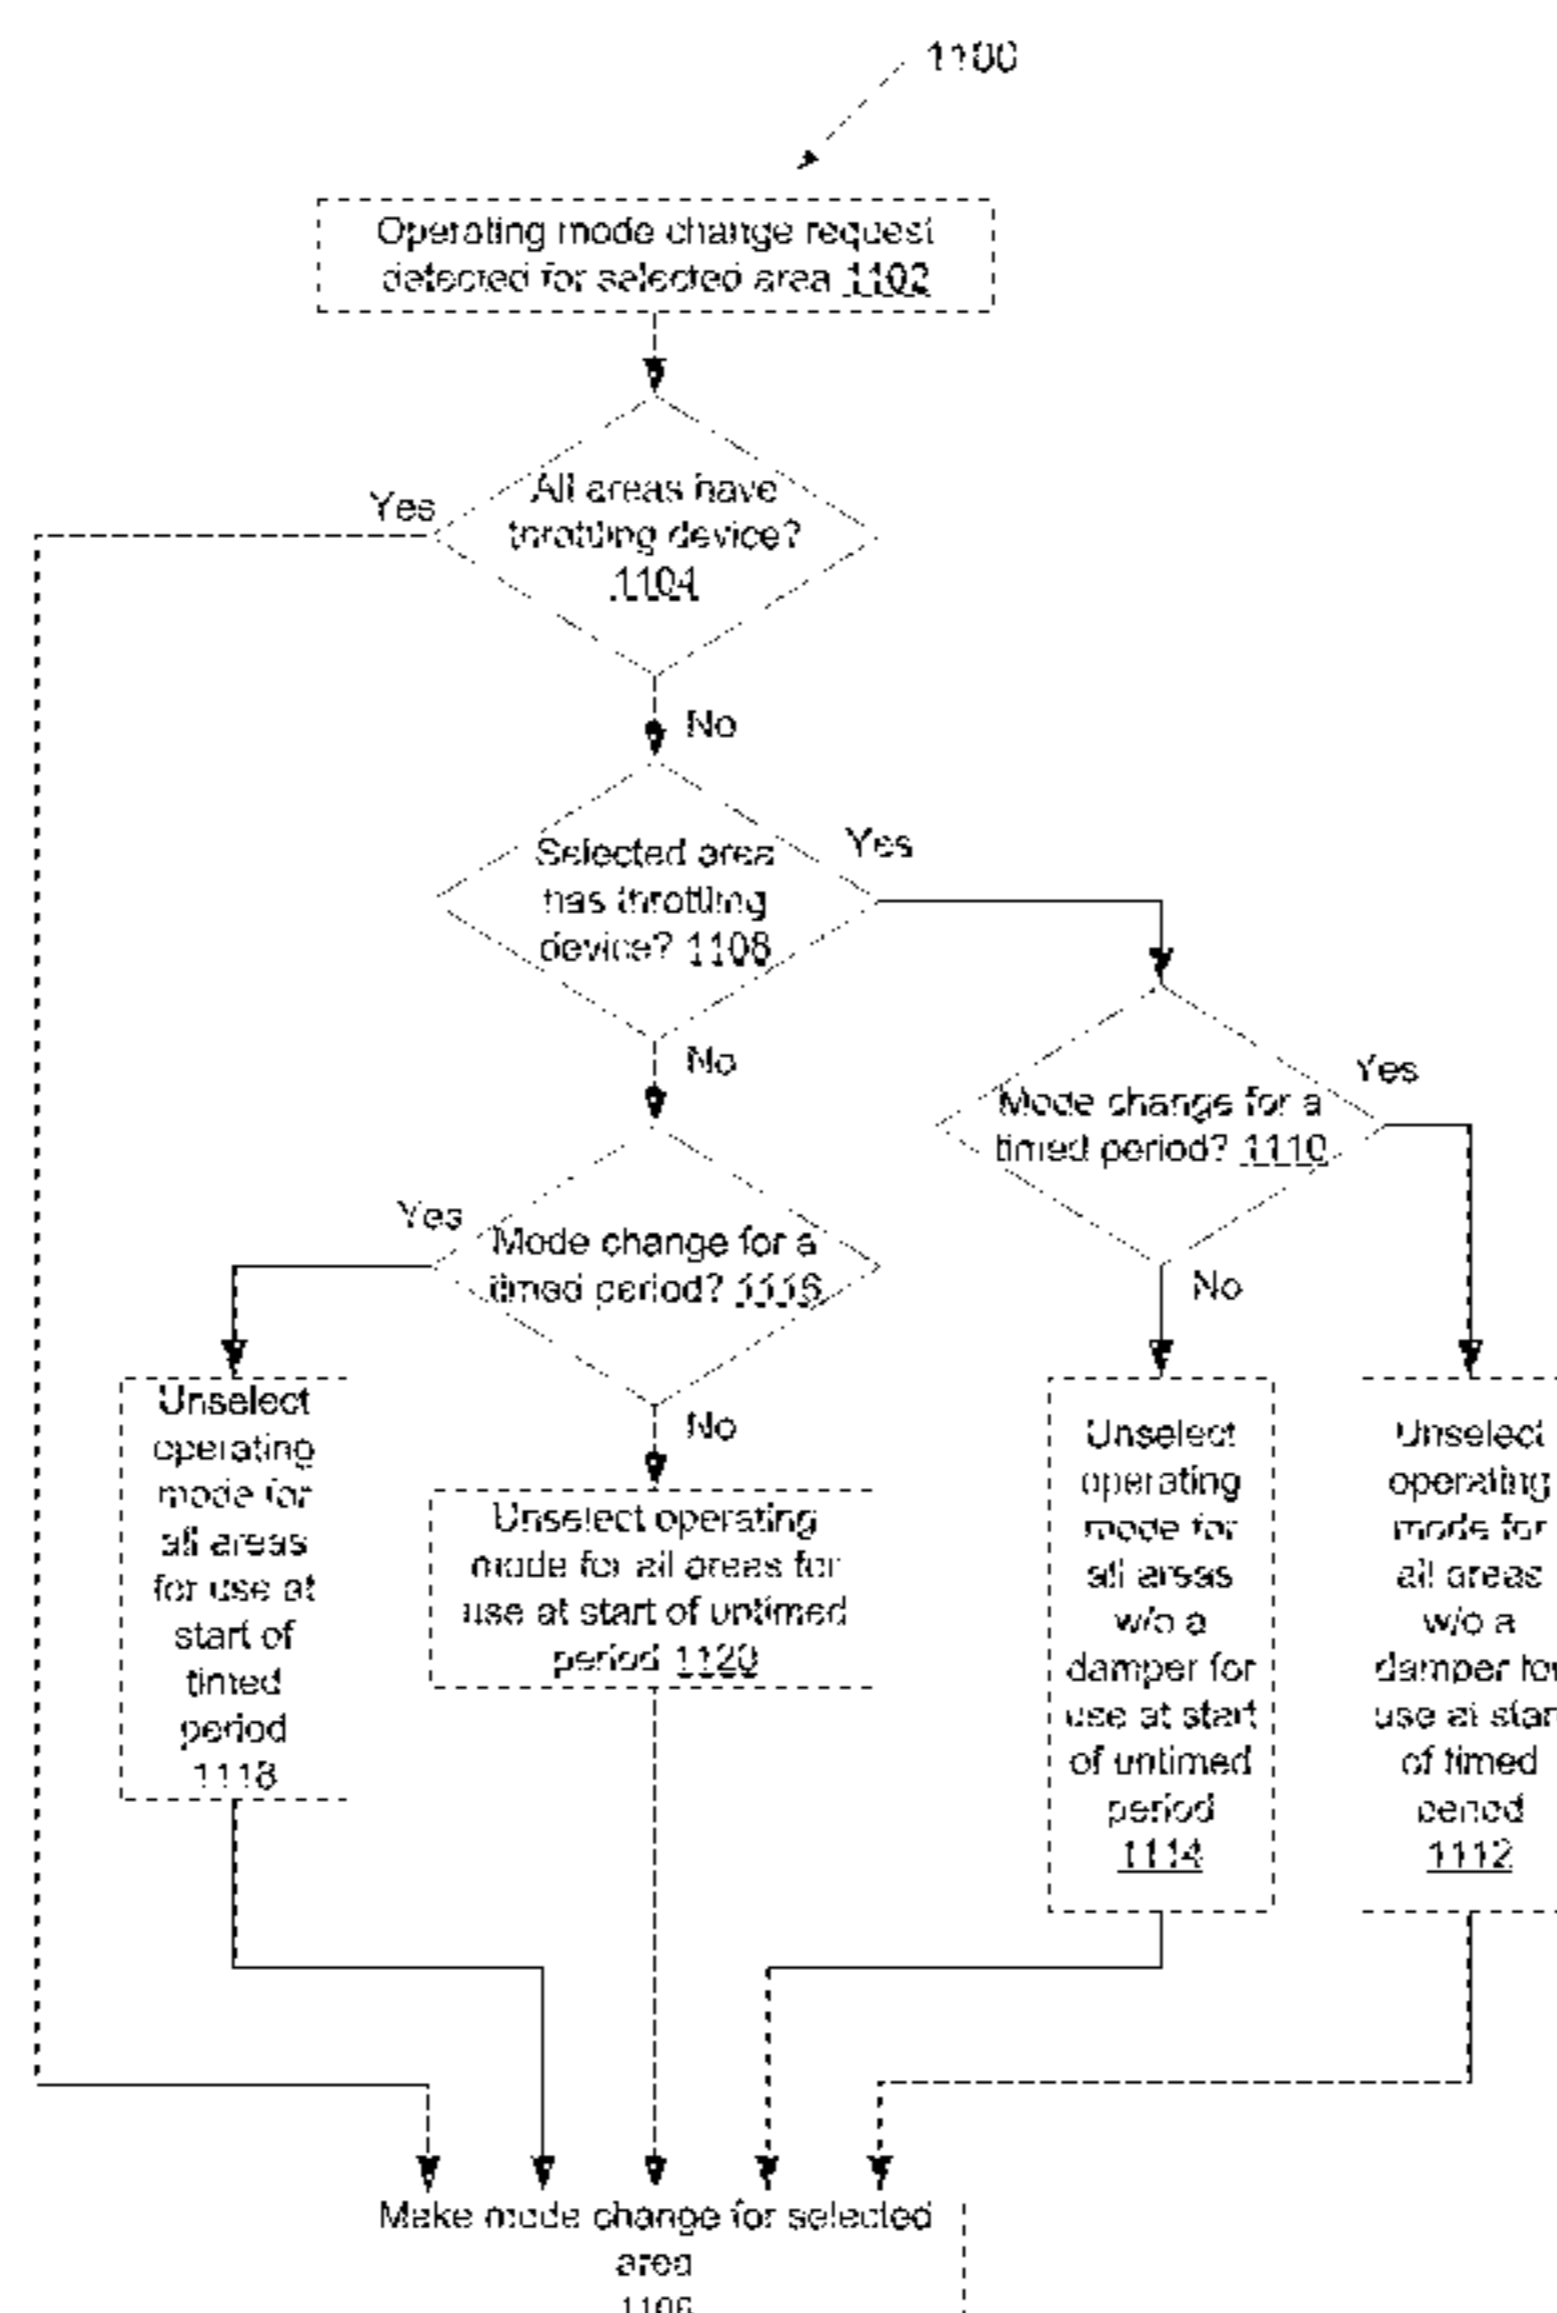 1100
Operating mode change request
detected for selected area 1102
All areas have
throttling device?
1104
Yes
No
Selected area
has throttling
device? 1108
Yes
No
Mode change for a
timed period? 1110
Yes
No
Mode change for a
timed period? 1116
Yes
No
Unselect
operating
mode for
all areas
for use at
start of
timed
period
1118
Unselect operating
mode for all areas for
use at start of untimed
period 1120
Unselect
operating
mode for
all areas
w/o a
damper for
use at start
of untimed
period
1114
Unselect
operating
mode for
all areas
w/o a
damper for
use at start
of timed
period
1112
Make mode change for selected
area
1106